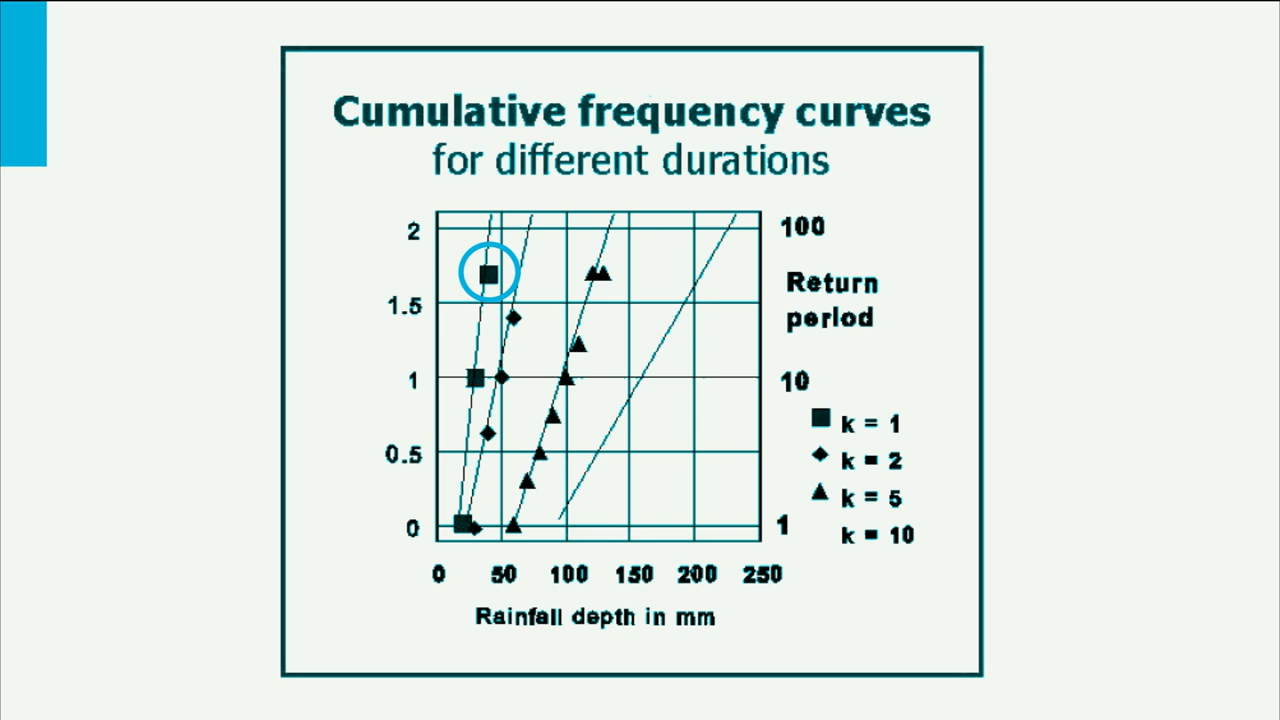 Cumulative frequency curves
for different durations
2
1.5
1
0.5
0
100
Return
period
10
1
k = 1
k = 2
k = 5
k = 10
0 50 100 150 200 250
Rainfall depth in mm